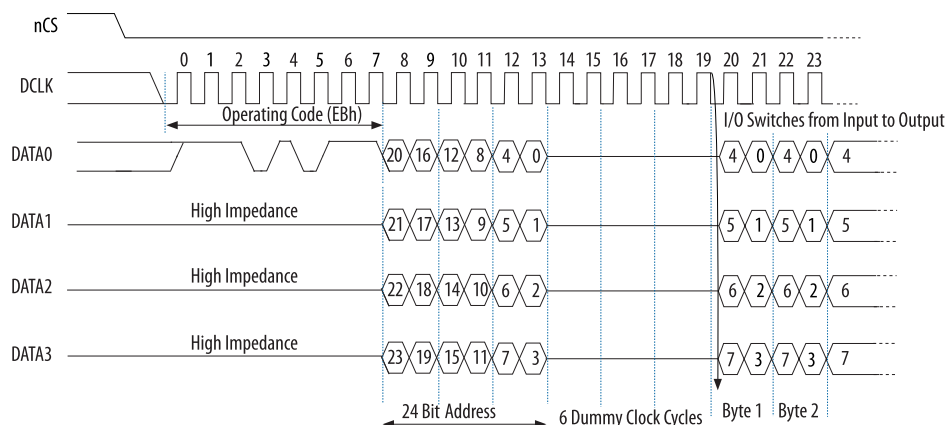 nCS
0 1 2 3 4 5 6 7 8 9 10 11 12 13 14 15 16 17 18 19 20 21 22 23
DCLK
Operating Code (EBh)
I/O Switches from Input to Output
DATA0 20 16 12 8 4 0 4 0 4 0 4
High Impedance
DATA1 21 17 13 9 5 1 5 1 5 1 5
High Impedance
DATA2 22 18 14 10 6 2 6 2 6 2 6
High Impedance
DATA3 23 19 15 11 7 3 7 3 7 3 7
24 Bit Address 6 Dummy Clock Cycles Byte 1 Byte 2